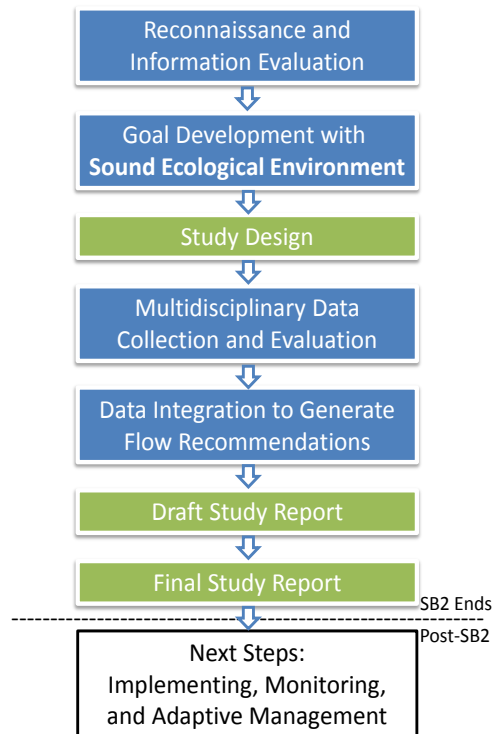 Reconnaissance and
Information Evaluation
Goal Development with
Sound Ecological Environment
Study Design
Multidisciplinary Data
Collection and Evaluation
Data Integration to Generate
Flow Recommendations
Draft Study Report
Final Study Report
SB2 Ends
Post-SB2
Next Steps:
Implementing, Monitoring,
and Adaptive Management